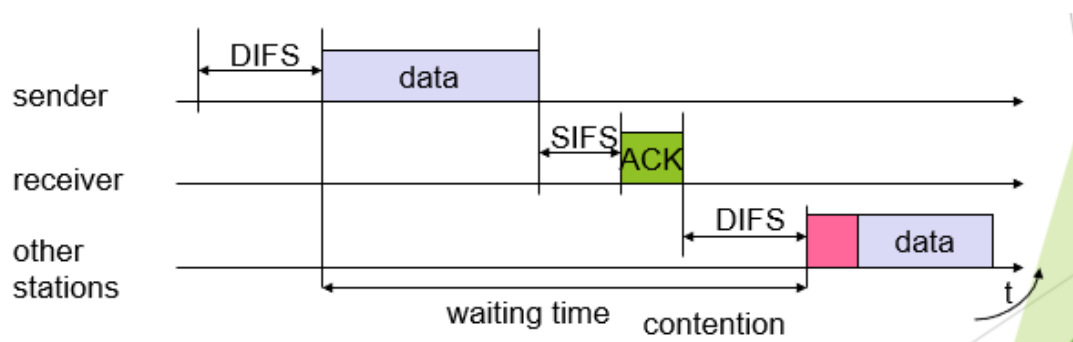 DIFS
data
sender
SIFS
ACK
receiver
DIFS
data
other
stations
t
waiting time
contention